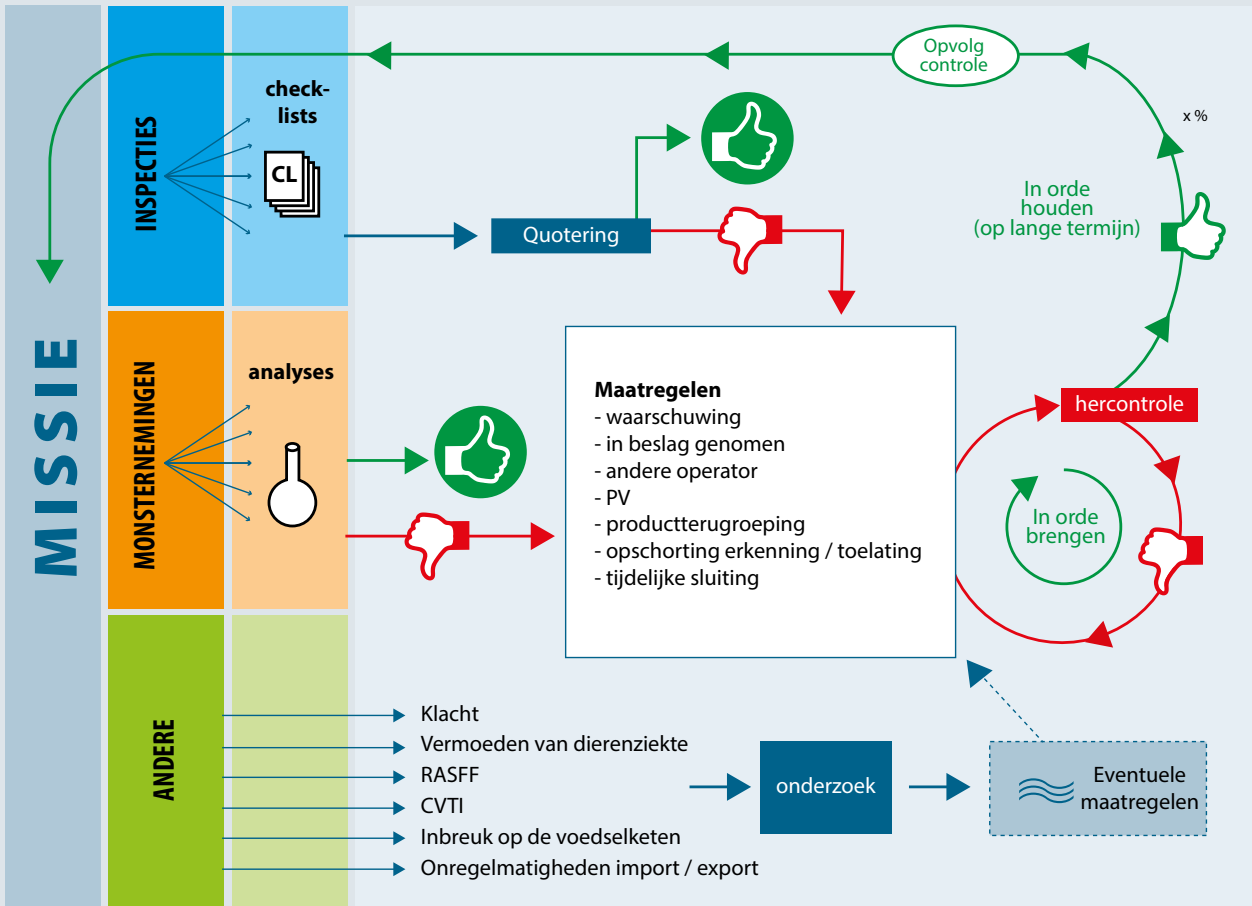 MISSIE
INSPECTIES
check-
lists
CL
Quotering
Opvolg
controle
x %
In orde
houden
(op lange termijn)
MONSTERNEMINGEN
analyses
Maatregelen
- waarschuwing
- in beslag genomen
- andere operator
- PV
- productterugroeping
- opschorting erkenning / toelating
- tijdelijke sluiting
hercontrole
In orde
brengen
ANDERE
Klacht
Vermoeden van dierenziekte
RASFF
CVTI
Inbreuk op de voedselketen
Onregelmatigheden import / export
onderzoek
Eventuele
maatregelen